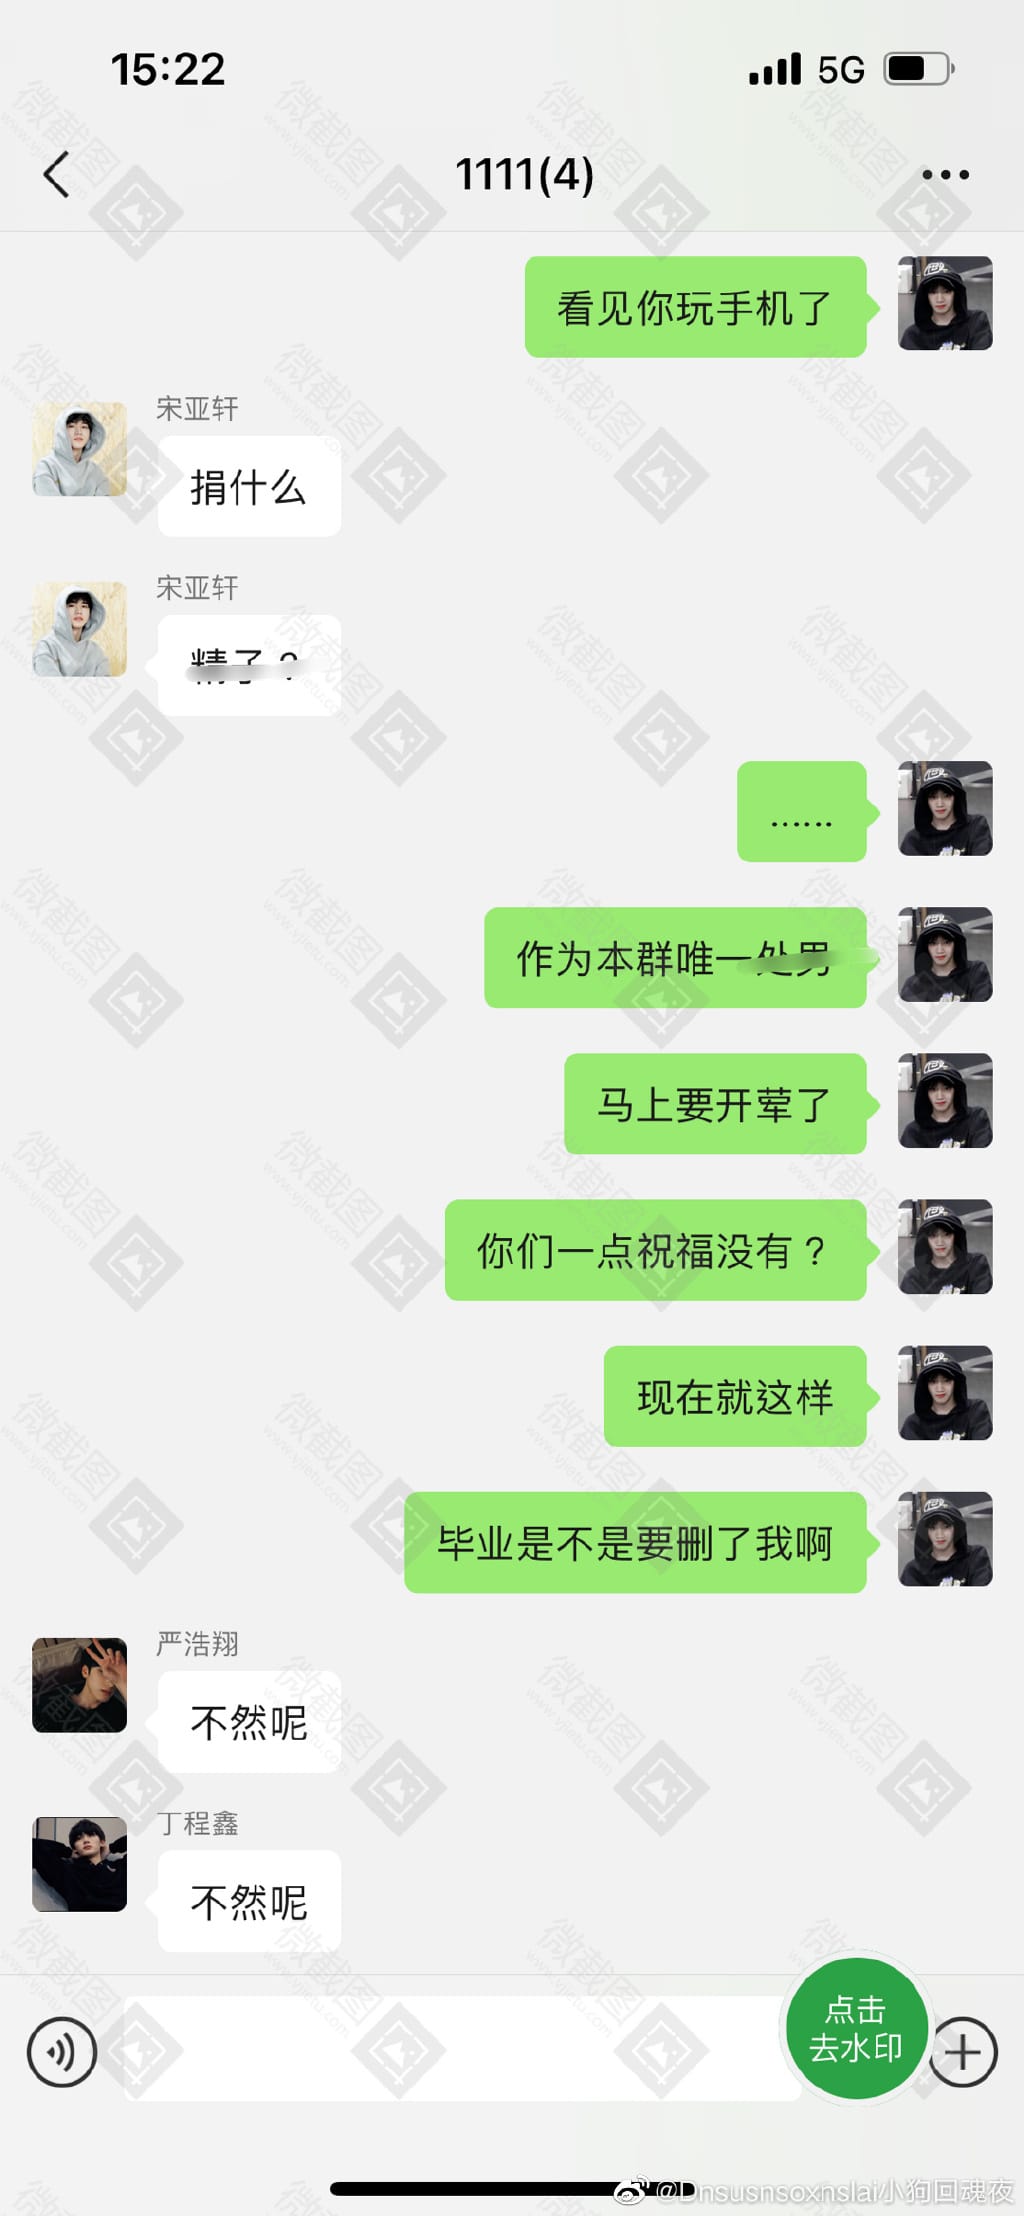 15:22
5G
1111(4)
看见你玩手机了
宋亚轩
捐什么
宋亚轩
精子？
……
作为本群唯一处男
马上要开荤了
你们一点祝福没有？
现在就这样
毕业是不是要删了我啊
严浩翔
不然呢
丁程鑫
不然呢
点击
去水印
@Dnsusnsoxnslai小狗回魂夜
微截图
www.vjietu.com